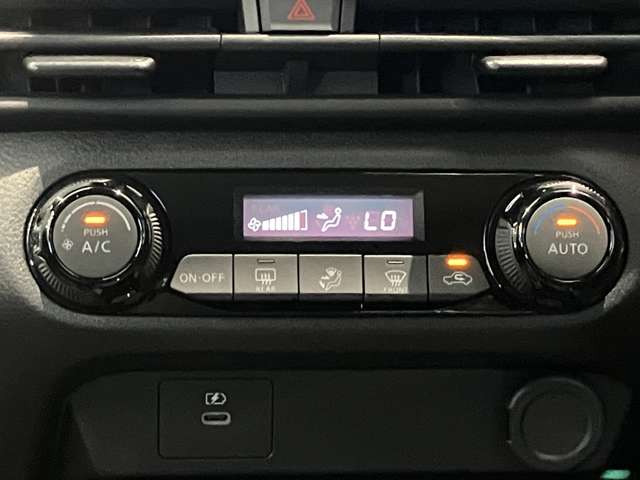 LO
PUSH
A/C
PUSH
AUTO
ON·OFF
REAR
FRONT